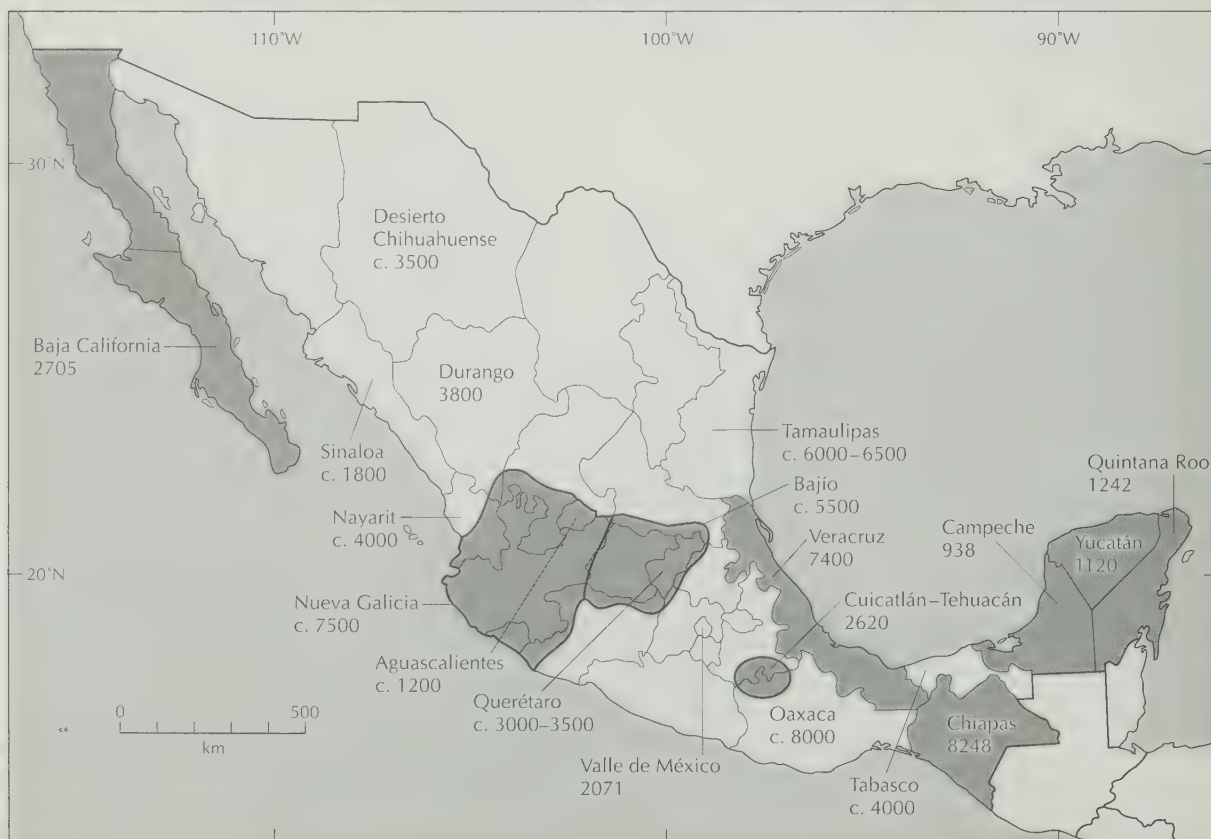 110°W
100°W
90°W
30°N
Desierto
Chihuahuense
c. 3500
Baja California
2705
Durango
3800
Sinaloa
c. 1800
Tamaulipas
c. 6000–6500
Quintana Roo
1242
Bajío
c. 5500
Nayarit
c. 4000
Veracruz
7400
Campeche
938
Yucatán
1120
20°N
Cuicatlán–Tehuacán
2620
Nueva Galicia
c. 7500
Aguascalientes
c. 1200
Querétaro
c. 3000–3500
0 500
km
Oaxaca
c. 8000
Chiapas
8248
Valle de México
2071
Tabasco
c. 4000